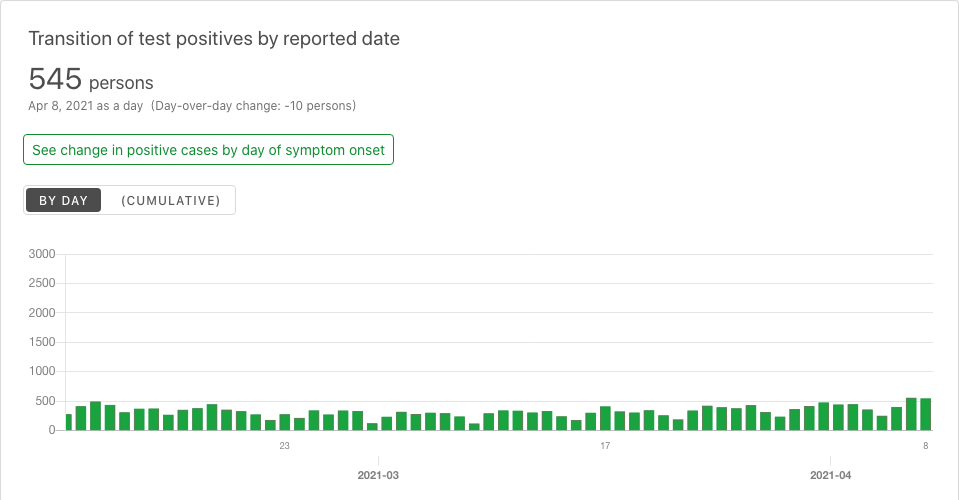 Transition of test positives by reported date
545 persons
Apr 8, 2021 as a day (Day-over-day change: -10 persons)
See change in positive cases by day of symptom onset
BY DAY (CUMULATIVE)
3000
2500
2000
1500
1000
500
0
23 17 8
2021-03 2021-04